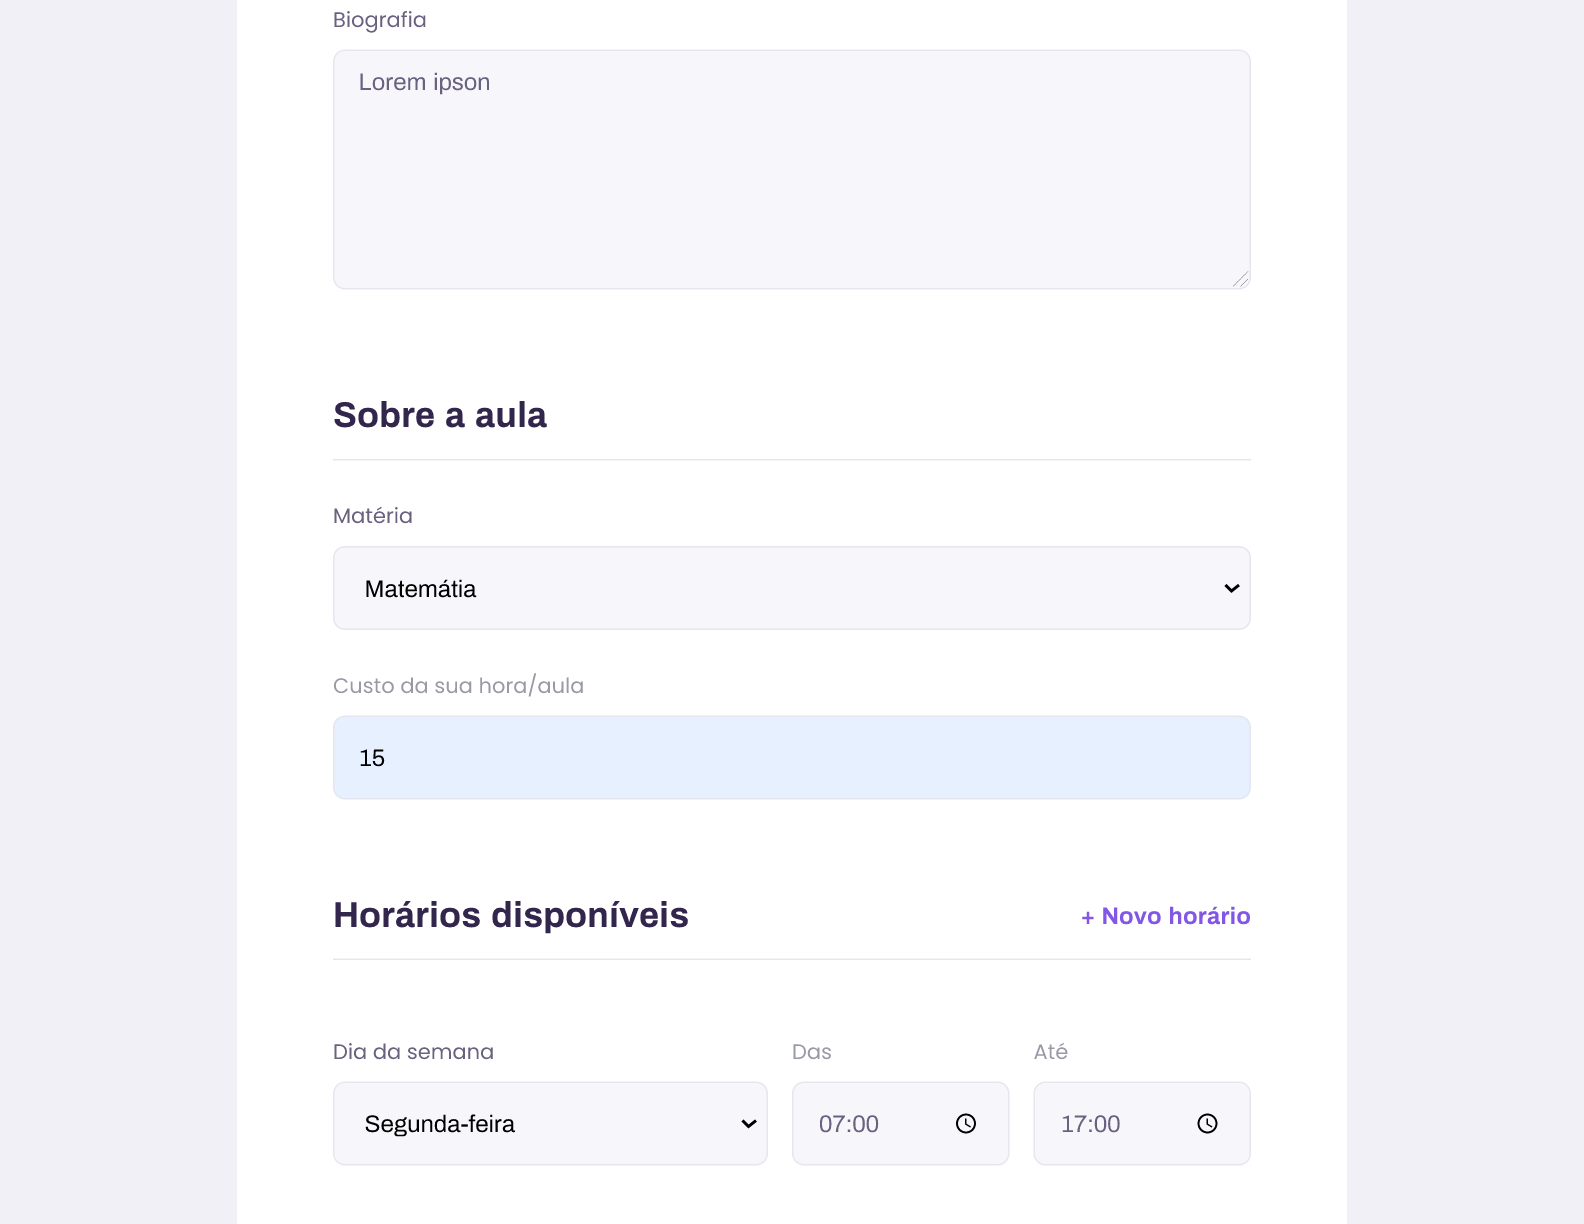 Biografia
Lorem ipson
Sobre a aula
Matéria
Matemátia
Custo da sua hora/aula
15
Horários disponíveis
+ Novo horário
Dia da semana
Das
Até
Segunda-feira
07:00
17:00